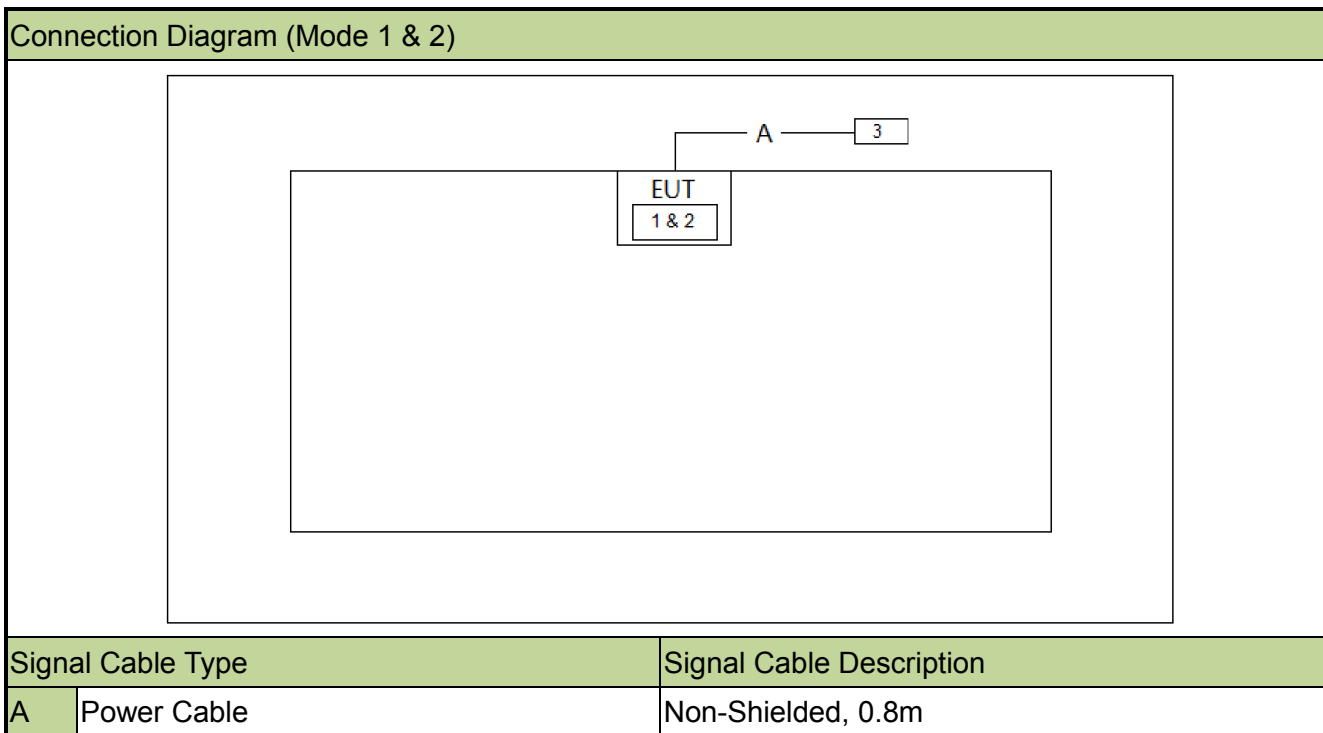 Connection Diagram (Mode 1 & 2)
A 3
EUT
1 & 2
Signal Cable Type Signal Cable Description
A Power Cable Non-Shielded, 0.8m